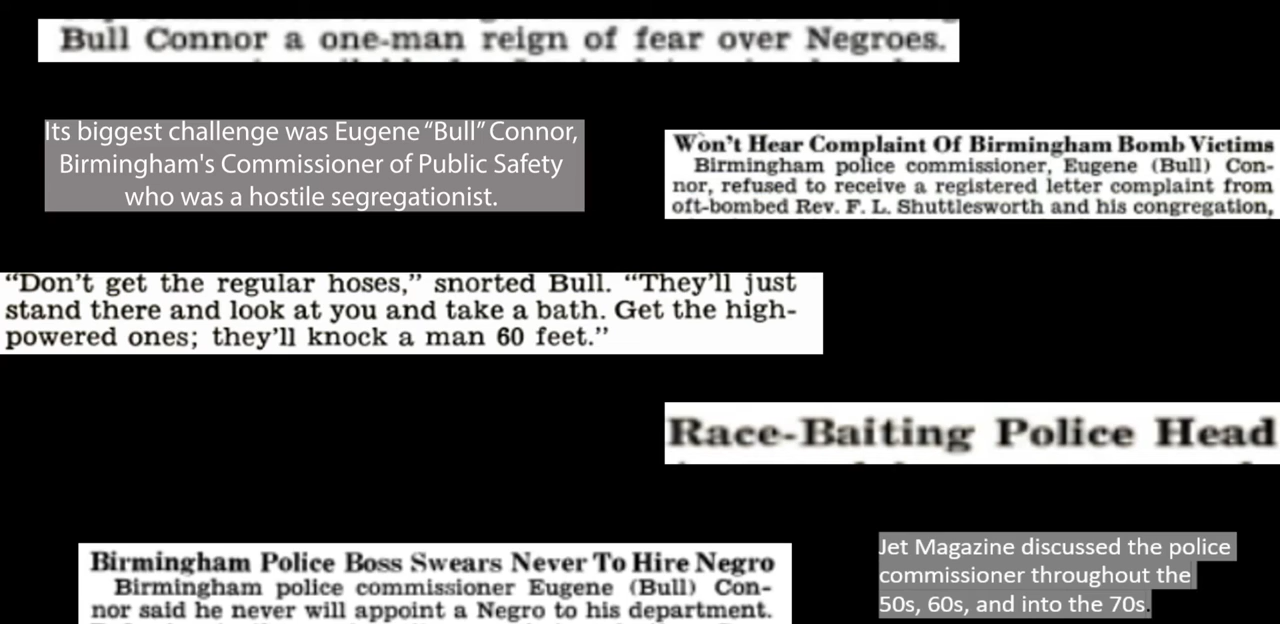 Bull Connor a one-man reign of fear over Negroes.
Its biggest challenge was Eugene “Bull” Connor,
Birmingham's Commissioner of Public Safety
who was a hostile segregationist.
Won't Hear Complaint Of Birmingham Bomb Victims
Birmingham police commissioner, Eugene (Bull) Con-
nor, refused to receive a registered letter complaint from
oft-bombed Rev. F. L. Shuttlesworth and his congregation,
“Don't get the regular hoses,” snorted Bull. “They'll just
stand there and look at you and take a bath. Get the high-
powered ones; they'll knock a man 60 feet.”
Race-Baiting Police Head
Birmingham Police Boss Swears Never To Hire Negro
Birmingham police commissioner Eugene (Bull) Con-
nor said he never will appoint a Negro to his department.
Jet Magazine discussed the police
commissioner throughout the
50s, 60s, and into the 70s.